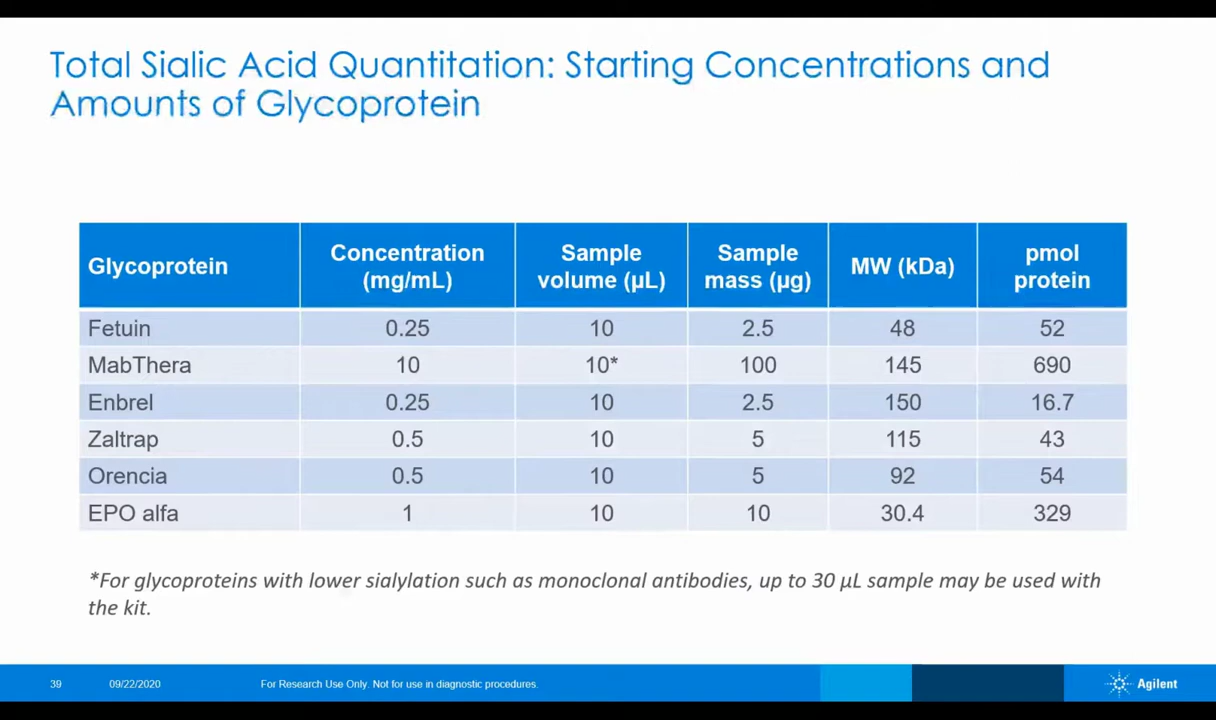 Total Sialic Acid Quantitation: Starting Concentrations and
Amounts of Glycoprotein
Glycoprotein Concentration (mg/mL) Sample volume (µL) Sample mass (µg) MW (kDa) pmol protein
Fetuin 0.25 10 2.5 48 52
MabThera 10 10* 100 145 690
Enbrel 0.25 10 2.5 150 16.7
Zaltrap 0.5 10 5 115 43
Orencia 0.5 10 5 92 54
EPO alfa 1 10 10 30.4 329
*For glycoproteins with lower sialylation such as monoclonal antibodies, up to 30 µL sample may be used with
the kit.
39 09/22/2020 For Research Use Only. Not for use in diagnostic procedures. Agilent